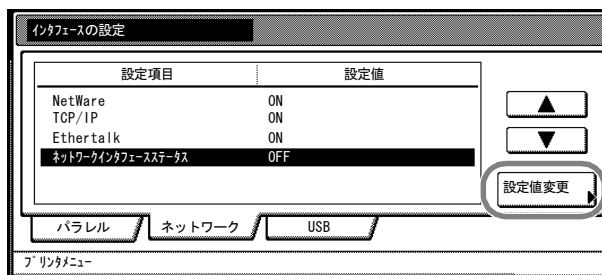 ｲﾝﾀﾌｪｰｽの設定
設定項目 設定値
NetWare ON
TCP/IP ON
Ethertalk ON
ﾈｯﾄﾜｰｸｲﾝﾀﾌｪｰｽｽﾃｰﾀｽ OFF
設定値変更
パラレル ネットワーク USB
ﾌﾟﾘﾝﾀﾒﾆｭｰ